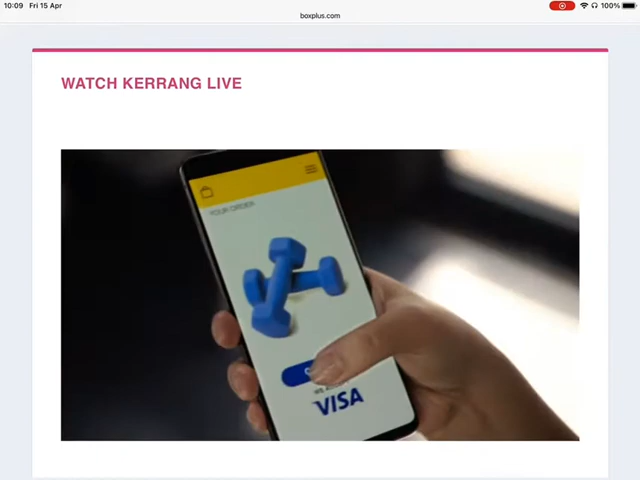 10:09 Fri 15 Apr
100%
boxplus.com
WATCH KERRANG LIVE
YOUR ORDER
VISA